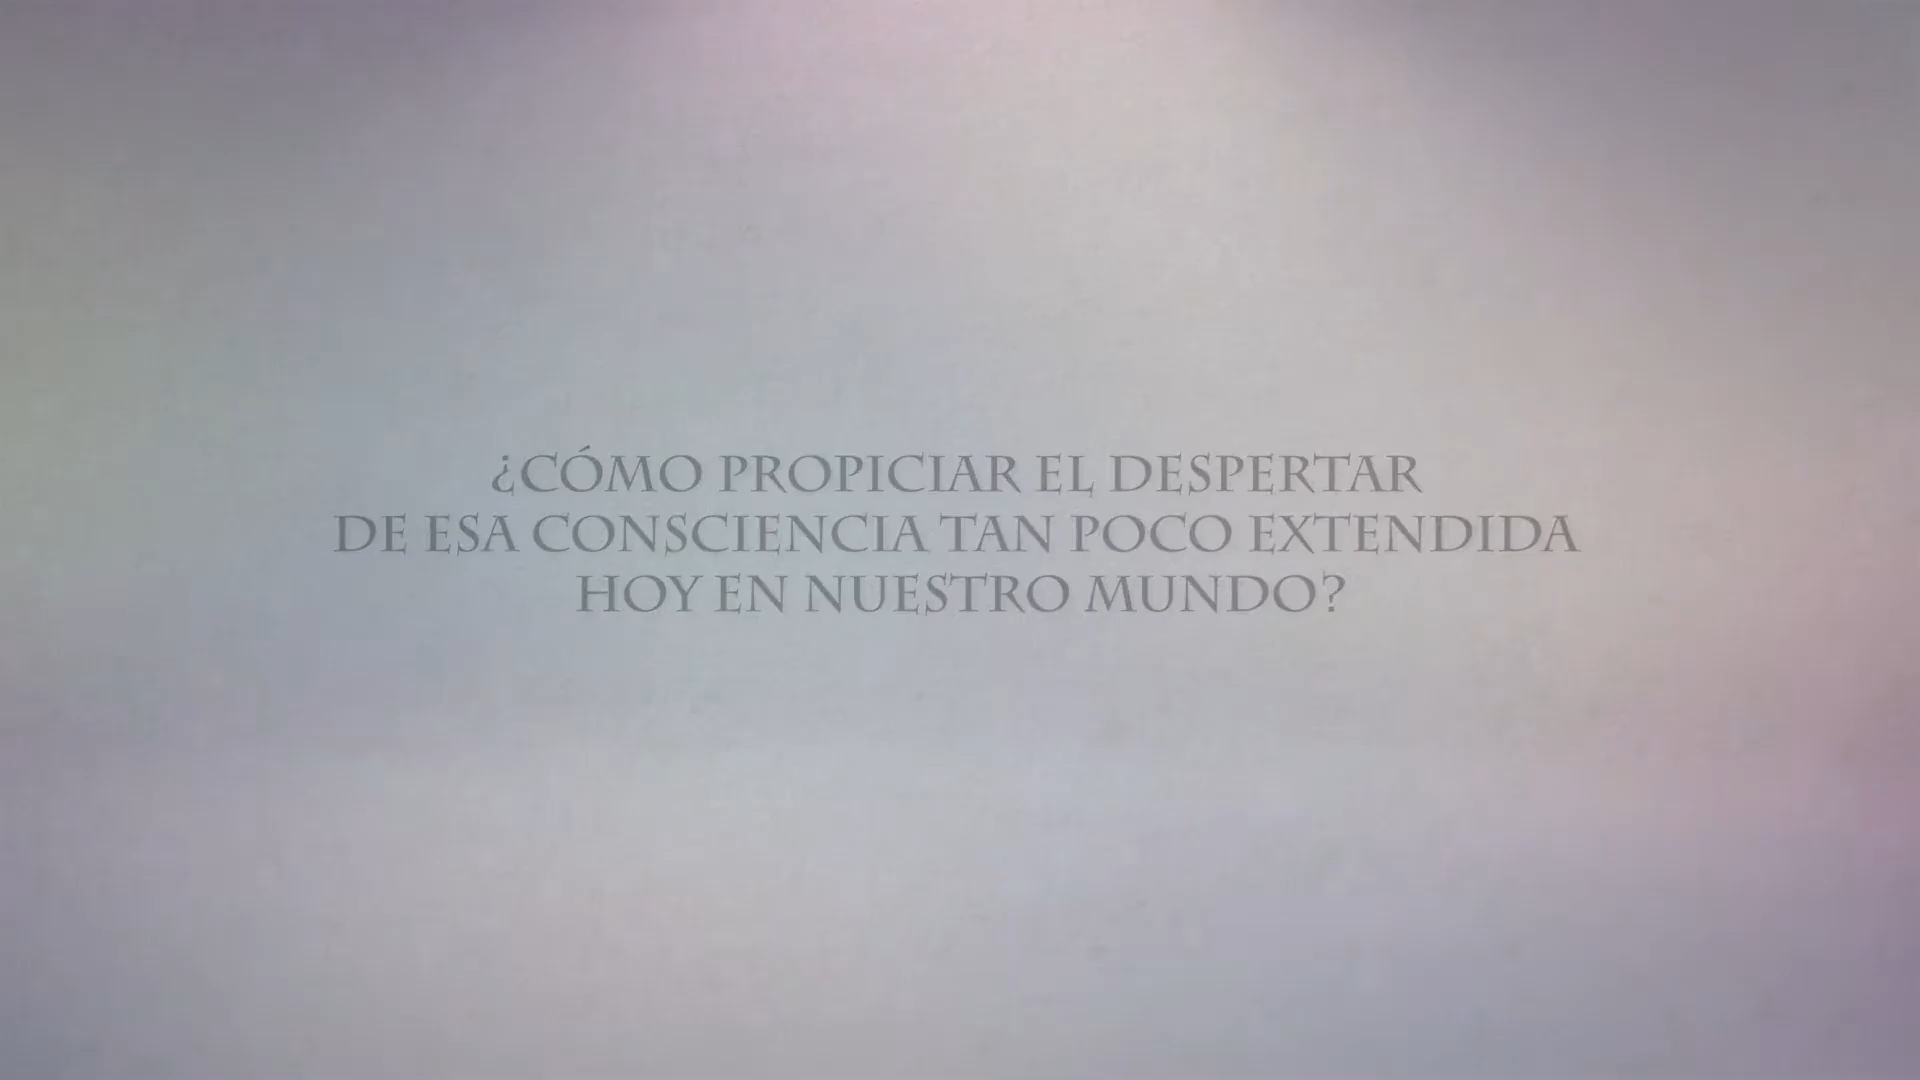 ¿CÓMO PROPICIAR EL DESPERTAR
DE ESA CONSCIENCIA TAN POCO EXTENDIDA
HOY EN NUESTRO MUNDO?